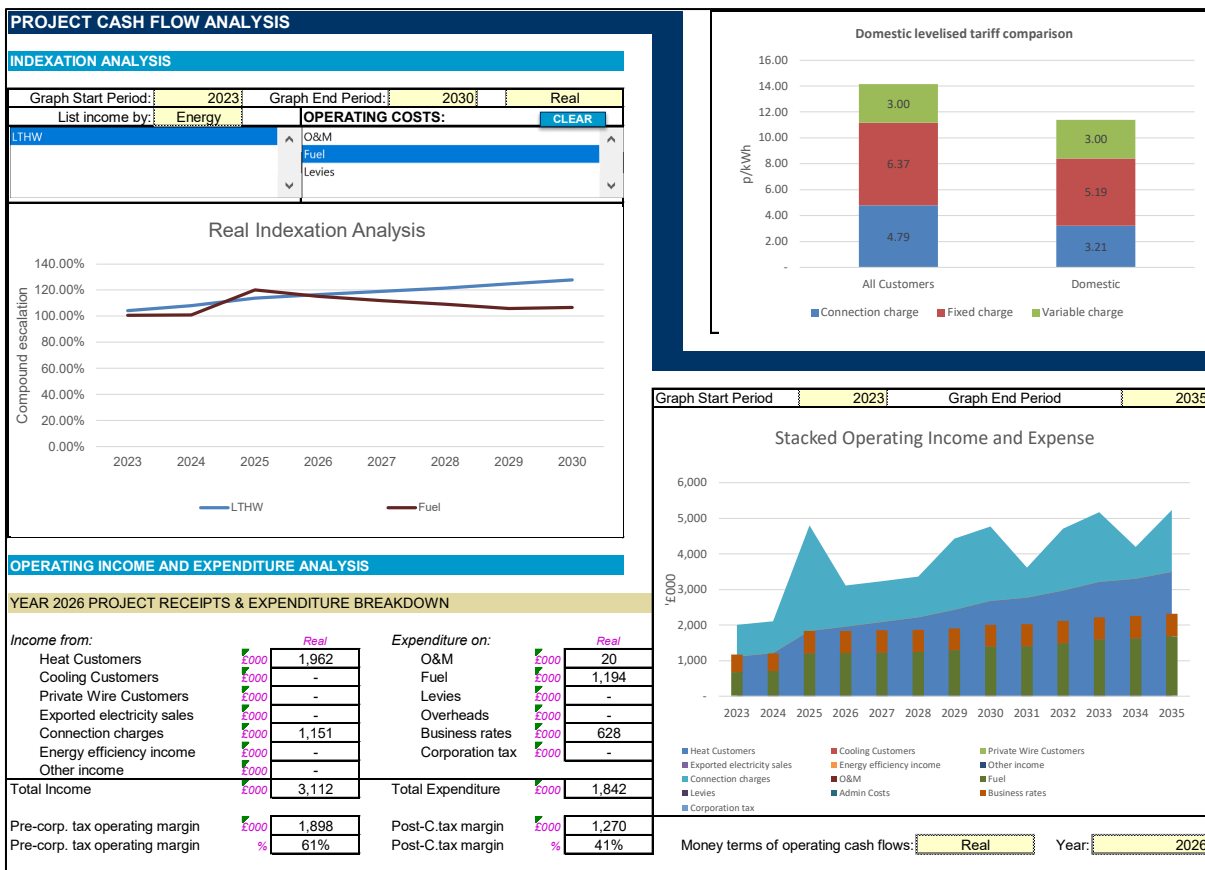 PROJECT CASH FLOW ANALYSIS
INDEXATION ANALYSIS
Graph Start Period: 2023 Graph End Period: 2030 Real
List income by: Energy OPERATING COSTS: CLEAR
LTHW
O&M
Fuel
Levies
Real Indexation Analysis
Compound escalation
140.00%
120.00%
100.00%
80.00%
60.00%
40.00%
20.00%
0.00%
2023 2024 2025 2026 2027 2028 2029 2030
LTHW Fuel
Domestic levelised tariff comparison
p/kWh
16.00
14.00
12.00
10.00
8.00
6.00
4.00
2.00
-
3.00
6.37
4.79
3.00
5.19
3.21
All Customers Domestic
Connection charge Fixed charge Variable charge
Graph Start Period 2023 Graph End Period 2035
Stacked Operating Income and Expense
'£000
6,000
5,000
4,000
3,000
2,000
1,000
-
2023 2024 2025 2026 2027 2028 2029 2030 2031 2032 2033 2034 2035
Heat Customers Cooling Customers Private Wire Customers
Exported electricity sales Energy efficiency income Other income
Connection charges O&M Fuel
Levies Admin Costs Business rates
Corporation tax
OPERATING INCOME AND EXPENDITURE ANALYSIS
YEAR 2026 PROJECT RECEIPTS & EXPENDITURE BREAKDOWN
Income from: Real Expenditure on: Real
Heat Customers £000 1,962 O&M £000 20
Cooling Customers £000 - Fuel £000 1,194
Private Wire Customers £000 - Levies £000 -
Exported electricity sales £000 - Overheads £000 -
Connection charges £000 1,151 Business rates £000 628
Energy efficiency income £000 - Corporation tax £000 -
Other income £000 -
Total Income £000 3,112 Total Expenditure £000 1,842
Pre-corp. tax operating margin £000 1,898 Post-C.tax margin £000 1,270
Pre-corp. tax operating margin % 61% Post-C.tax margin % 41%
Money terms of operating cash flows: Real Year: 2026